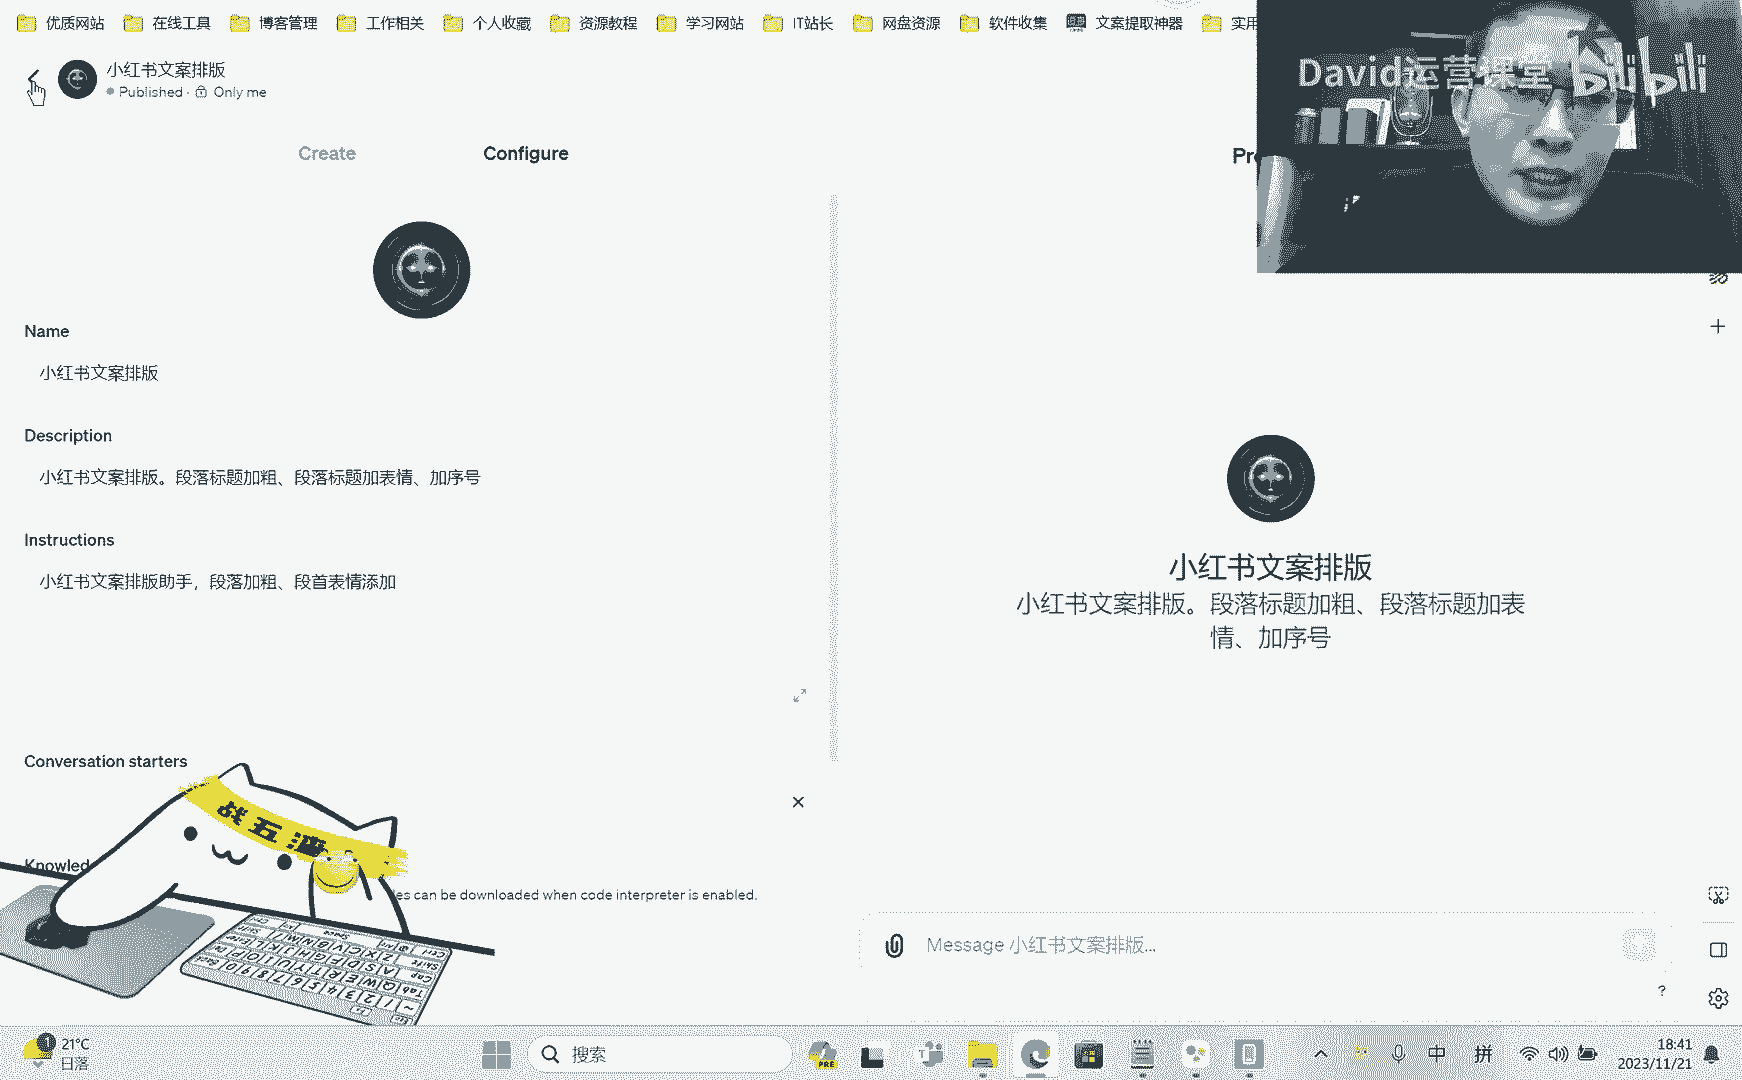 优质网站 在线工具 博客管理 工作相关 个人收藏 资源教程 学习网站 IT站长 网盘资源 软件收集 文案提取神器 实用
David运营课堂 bilibili
小红书文案排版
Published · Only me
Create Configure
Name
小红书文案排版
Description
小红书文案排版。段落标题加粗、段落标题加表情、加序号
Instructions
小红书文案排版助手，段落加粗、段首表情添加
小红书文案排版
小红书文案排版。段落标题加粗、段落标题加表
情、加序号
Conversation starters
战五渣
can be downloaded when code interpreter is enabled.
Message 小红书文案排版...
?
21°C
日落
搜索
PRE
中 拼
18:41
2023/11/21